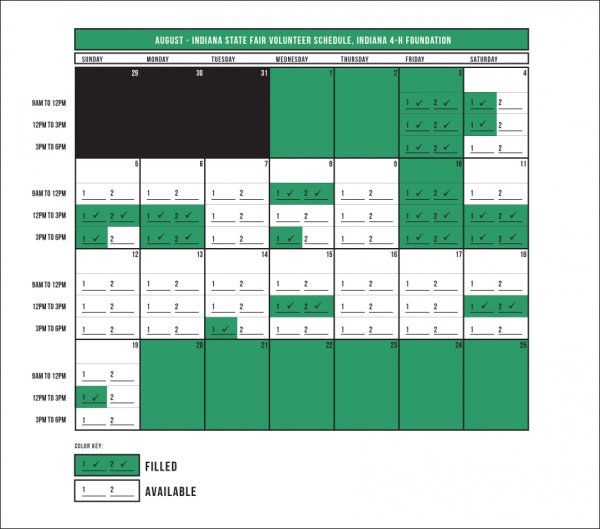 AUGUST - INDIANA STATE FAIR VOLUNTEER SCHEDULE, INDIANA 4-H FOUNDATION
SUNDAY MONDAY TUESDAY WEDNESDAY THURSDAY FRIDAY SATURDAY
29 30 31 1 2 3 4
9AM TO 12PM 1 ✓ 2 ✓ 1 ✓ 2
12PM TO 3PM 1 ✓ 2 ✓ 1 ✓ 2
3PM TO 6PM 1 ✓ 2 ✓ 1 2
5 6 7 8 9 10 11
9AM TO 12PM 1 2 1 2 1 2 1 ✓ 2 ✓ 1 2 1 ✓ 2 ✓ 1 2
12PM TO 3PM 1 ✓ 2 ✓ 1 ✓ 2 ✓ 1 2 1 2 1 2 1 ✓ 2 ✓ 1 ✓ 2 ✓
3PM TO 6PM 1 ✓ 2 1 ✓ 2 ✓ 1 2 1 ✓ 2 1 2 1 ✓ 2 ✓ 1 ✓ 2 ✓
12 13 14 15 16 17 18
9AM TO 12PM 1 2 1 2 1 2 1 2 1 2 1 2 1 2
12PM TO 3PM 1 2 1 2 1 2 1 ✓ 2 ✓ 1 2 1 2 1 ✓ 2 ✓
3PM TO 6PM 1 2 1 2 1 ✓ 2 1 2 1 2 1 2 1 2
19 20 21 22 23 24 25
9AM TO 12PM 1 2
12PM TO 3PM 1 ✓ 2
3PM TO 6PM 1 2
COLOR KEY:
1 ✓ 2 ✓ FILLED
1 2 AVAILABLE